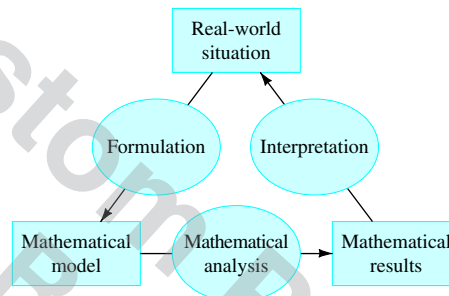 Real-world
situation
Formulation
Interpretation
Mathematical
model
Mathematical
analysis
Mathematical
results